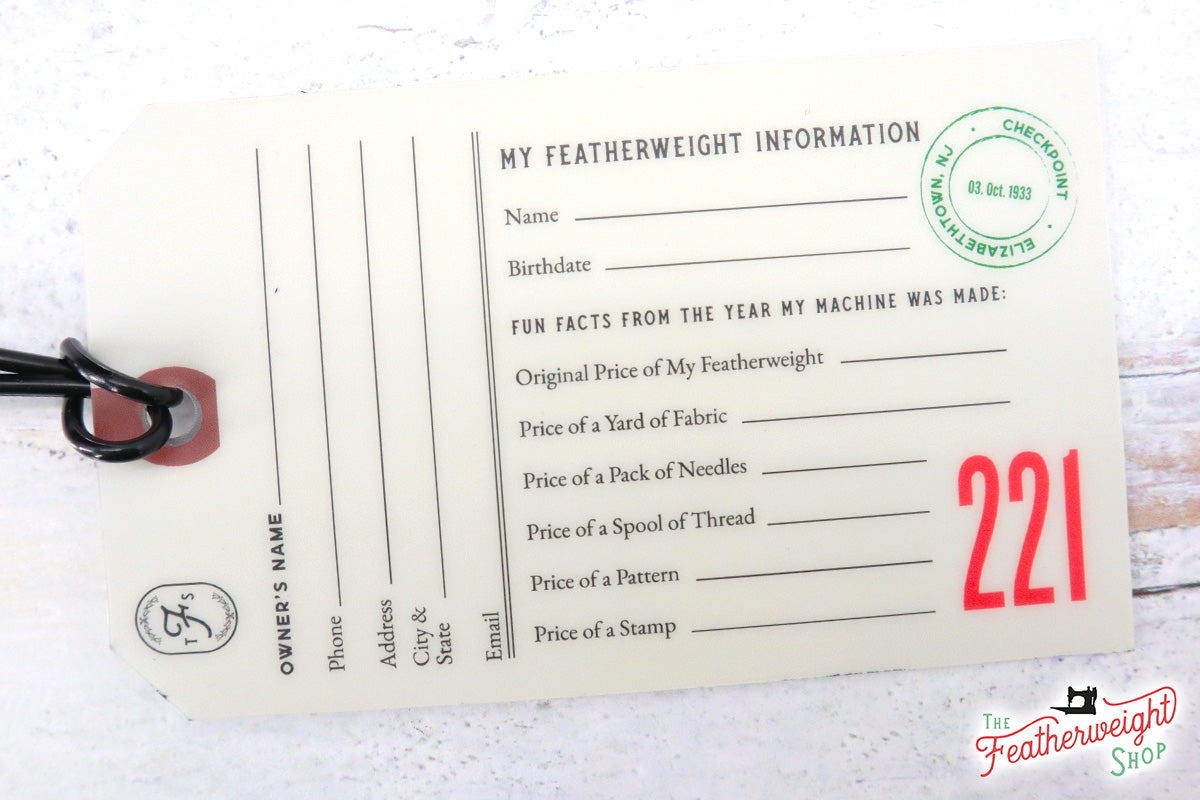 MY FEATHERWEIGHT INFORMATION
Name
Birthdate
FUN FACTS FROM THE YEAR MY MACHINE WAS MADE:
Original Price of My Featherweight
Price of a Yard of Fabric
Price of a Pack of Needles
Price of a Spool of Thread
Price of a Pattern
Price of a Stamp
221
CHECKPOINT
03. Oct. 1933
ELIZABETHTOWN, NJ
OWNER'S NAME
Phone
Address
City &
State
Email
T F S
The
Featherweight
Shop